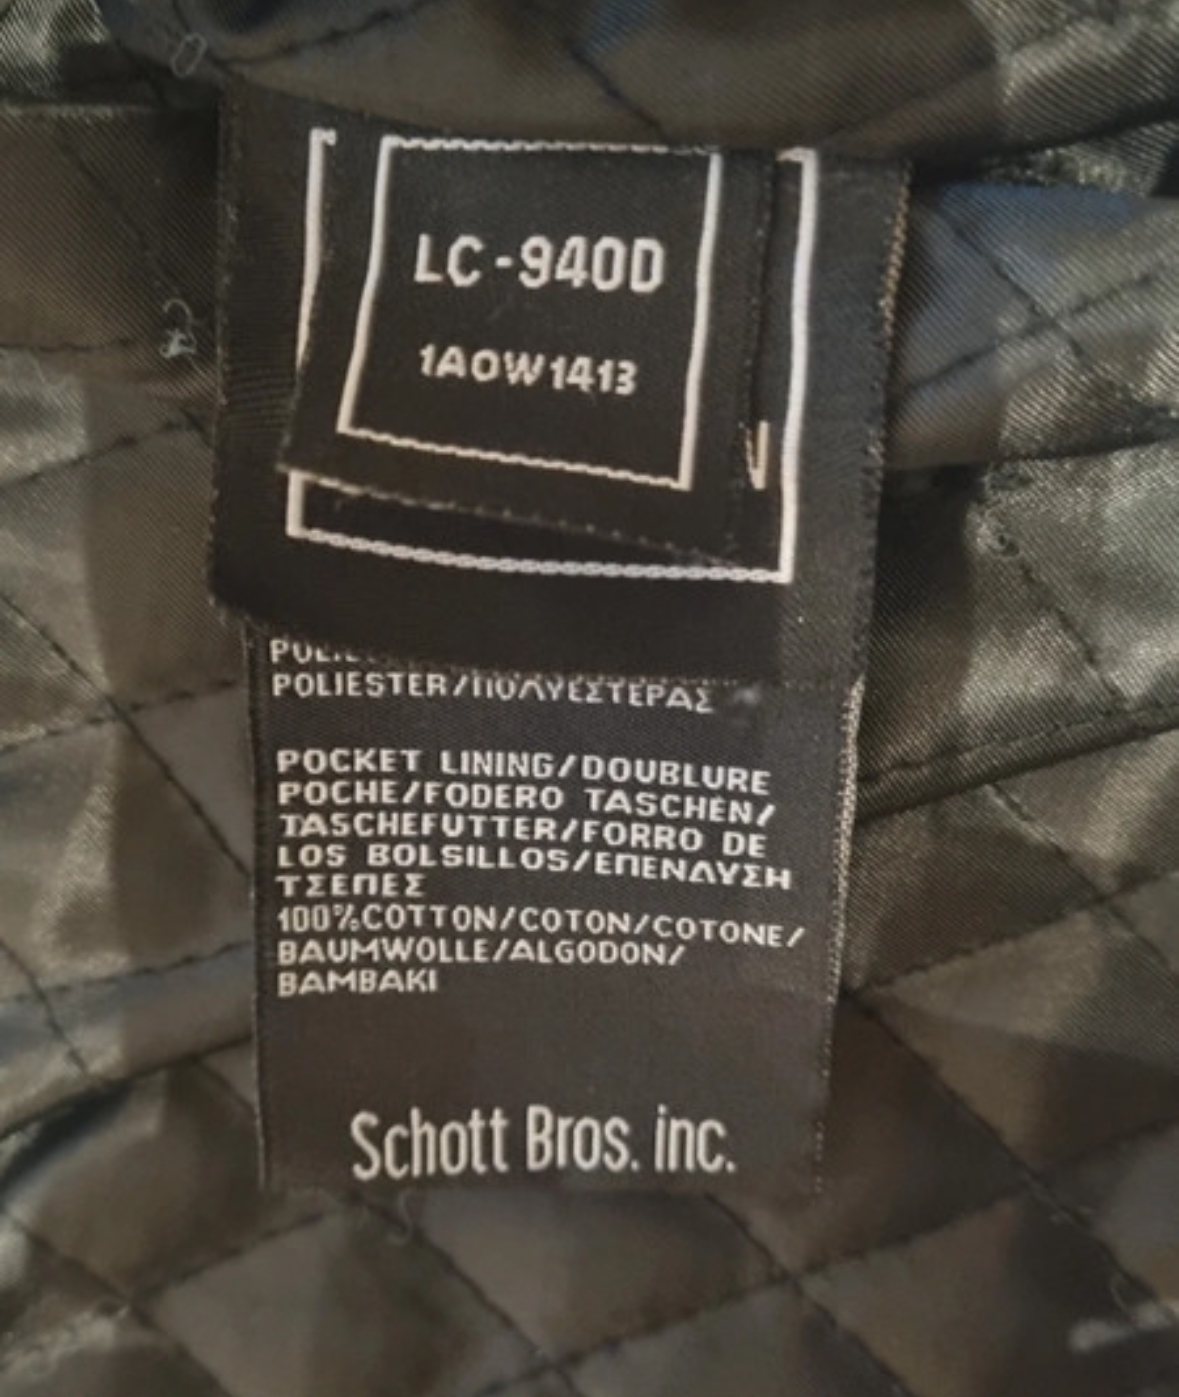 LC-940D
1AOW1413
POLIESTER/ΠΟΛΥΕΣΤΕΡΑΣ
POCKET LINING/DOUBLURE
POCHE/FODERO TASCHEN/
TASCHEFUTTER/FORRO DE
LOS BOLSILLOS/ΕΠΕΝΔΥΣΗ
ΤΣΕΠΕΣ
100%COTTON/COTON/COTONE/
BAUMWOLLE/ALGODON/
BAMBAKI
Schott Bros. inc.